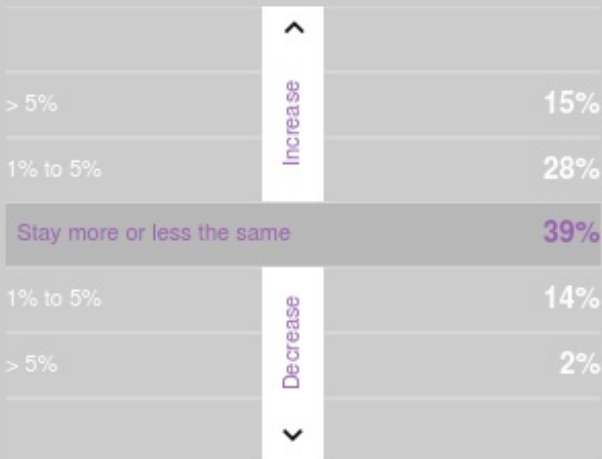 Increase
> 5% 15%
1% to 5% 28%
Stay more or less the same 39%
Decrease
1% to 5% 14%
> 5% 2%